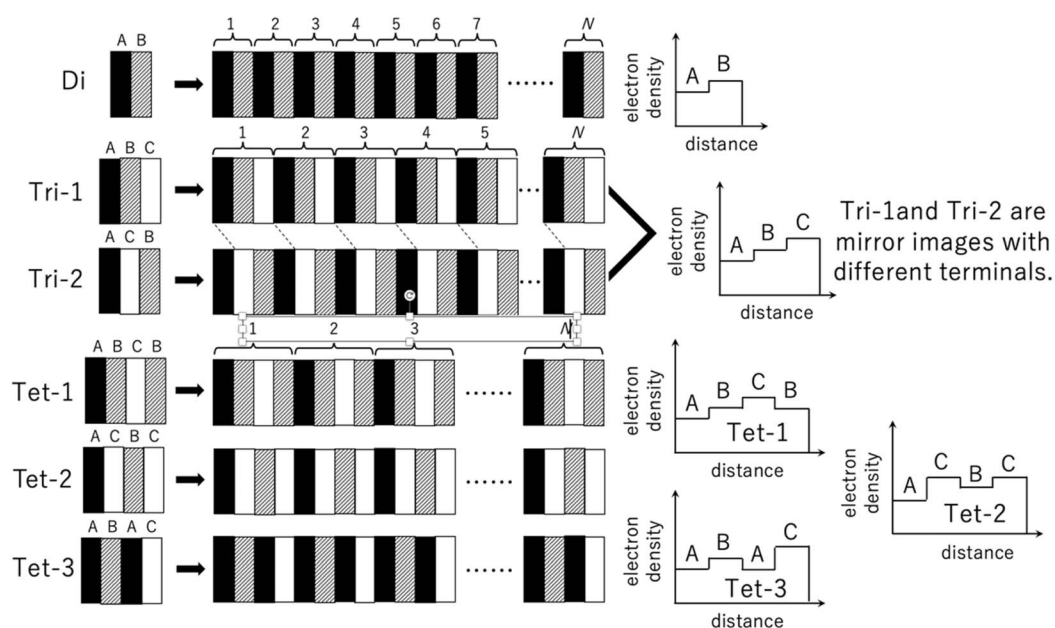 A B
1 2 3 4 5 6 7 N
Di
electron
density
A B
distance
A B C
1 2 3 4 5 N
Tri-1
A C B
Tri-2
electron
density
A B C
distance
Tri-1and Tri-2 are
mirror images with
different terminals.
1 2 3 N
A B C B
Tet-1
electron
density
A B C B
Tet-1
distance
A C B C
Tet-2
electron
density
A C B C
Tet-2
distance
A B A C
Tet-3
electron
density
A B A C
Tet-3
distance